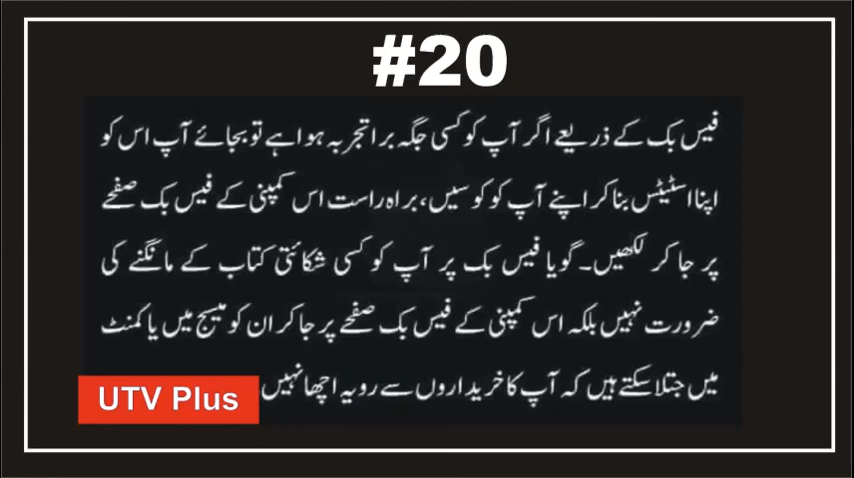 #20
فیس بک کے ذریعے اگر آپ کو کسی جگہ برا تجربہ ہوا ہے تو بجائے آپ اس کو
اپنا اسٹیٹس بنا کر اپنے آپ کو کوسیں، براہ راست اس کمپنی کے فیس بک صفحے
پر جا کر لکھیں۔ گویا فیس بک پر آپ کو کسی شکائتی کتاب کے مانگنے کی
ضرورت نہیں بلکہ اس کمپنی کے فیس بک صفحے پر جا کر ان کو میسج میں یا کمنٹ
میں جتلا سکتے ہیں کہ آپ کا خریداروں سے رویہ اچھا نہیں
UTV Plus